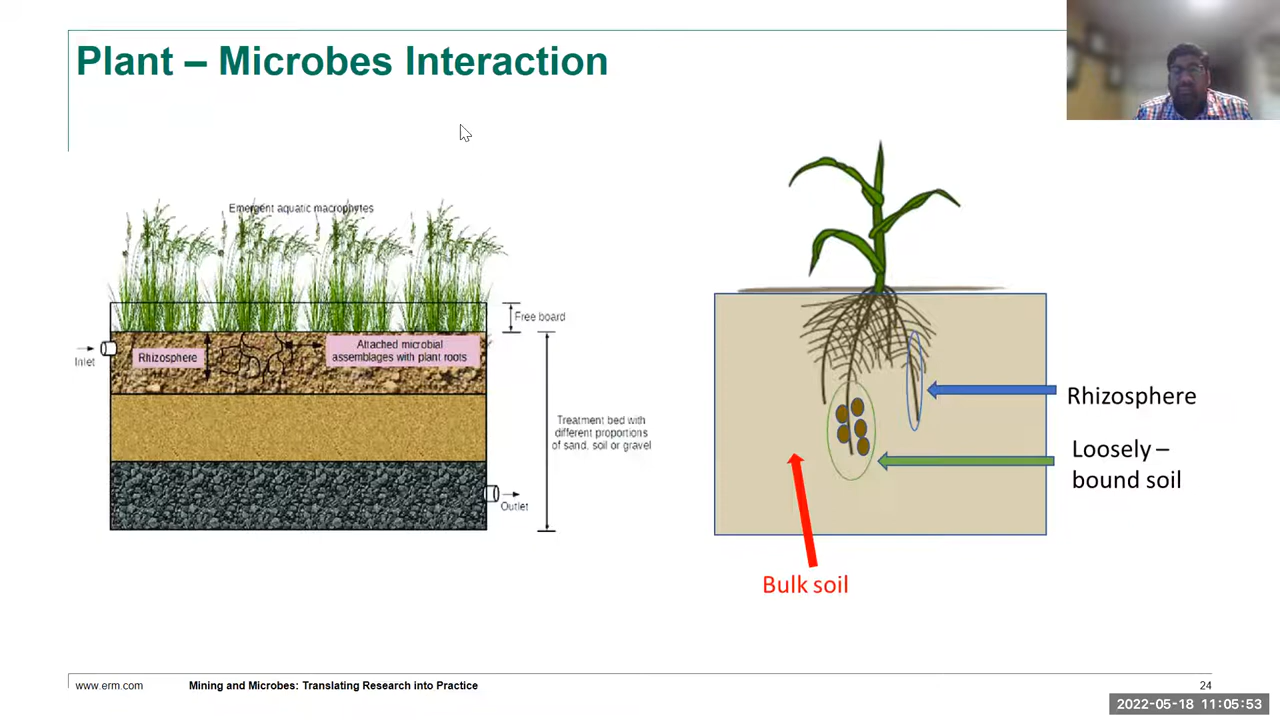 Plant – Microbes Interaction
Emergent aquatic macrophytes
Free board
Inlet
Rhizosphere
Attached microbial
assemblages with plant roots
Treatment bed with
different proportions
of sand, soil or gravel
Outlet
Rhizosphere
Loosely –
bound soil
Bulk soil
www.erm.com
Mining and Microbes: Translating Research into Practice
24
2022-05-18 11:05:53